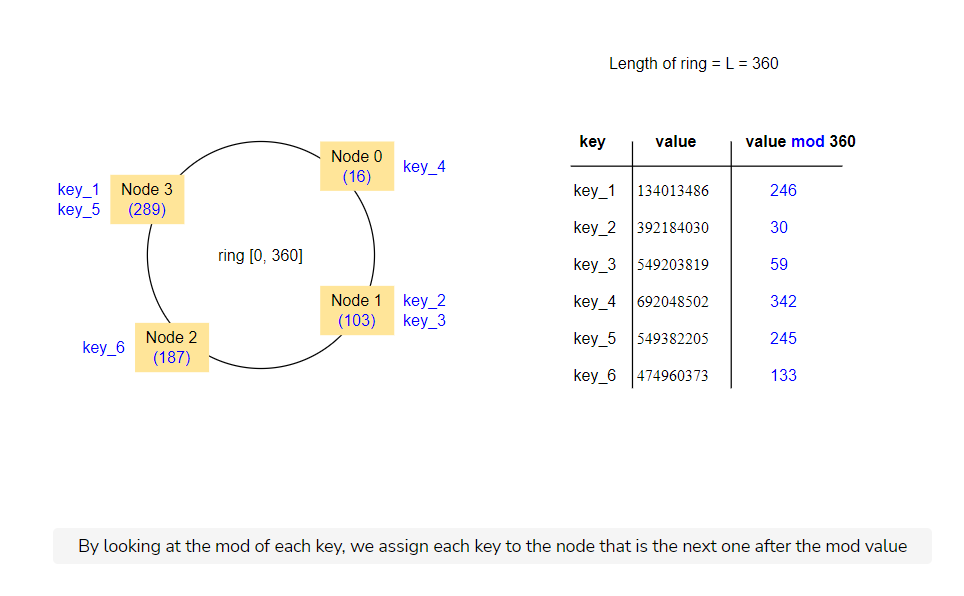 Length of ring = L = 360
Node 0
(16)
key_4
key_1
key_5
Node 3
(289)
ring [0, 360]
Node 1
(103)
key_2
key_3
key_6
Node 2
(187)
key value value mod 360
key_1 134013486 246
key_2 392184030 30
key_3 549203819 59
key_4 692048502 342
key_5 549382205 245
key_6 474960373 133
By looking at the mod of each key, we assign each key to the node that is the next one after the mod value